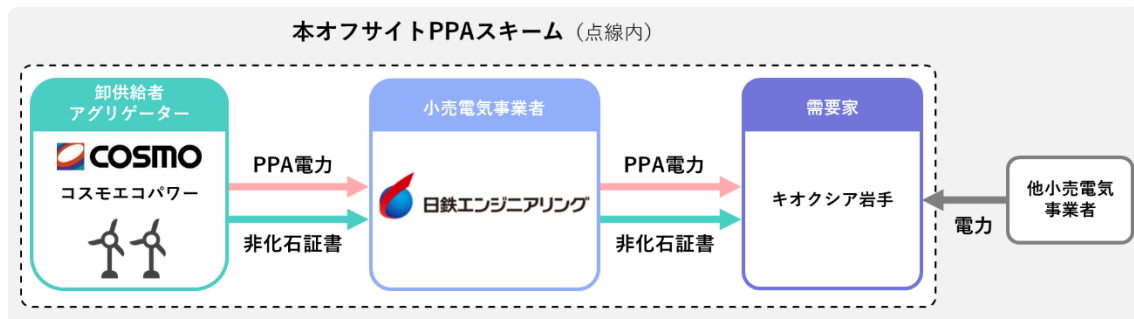 本オフサイトPPAスキーム（点線内）
卸供給者
アグリゲーター
COSMO
コスモエコパワー
PPA電力
非化石証書
小売電気事業者
日鉄エンジニアリング
PPA電力
非化石証書
需要家
キオクシア岩手
電力
他小売電気
事業者